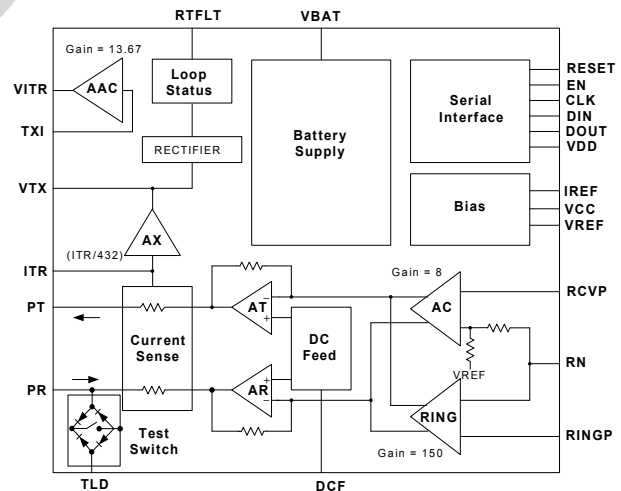 RTFLT
VBAT
Gain = 13.67
AAC
VITR
TXI
Loop
Status
RECTIFIER
VTX
AX
(ITR/432)
ITR
PT
PR
Current
Sense
AT
−
+
AR
+
−
DC
Feed
Battery
Supply
Serial
Interface
RESET
EN
CLK
DIN
DOUT
VDD
Bias
IREF
VCC
VREF
Gain = 8
AC
RCVP
VREF
RN
RING
Gain = 150
RINGP
Test
Switch
TLD
DCF